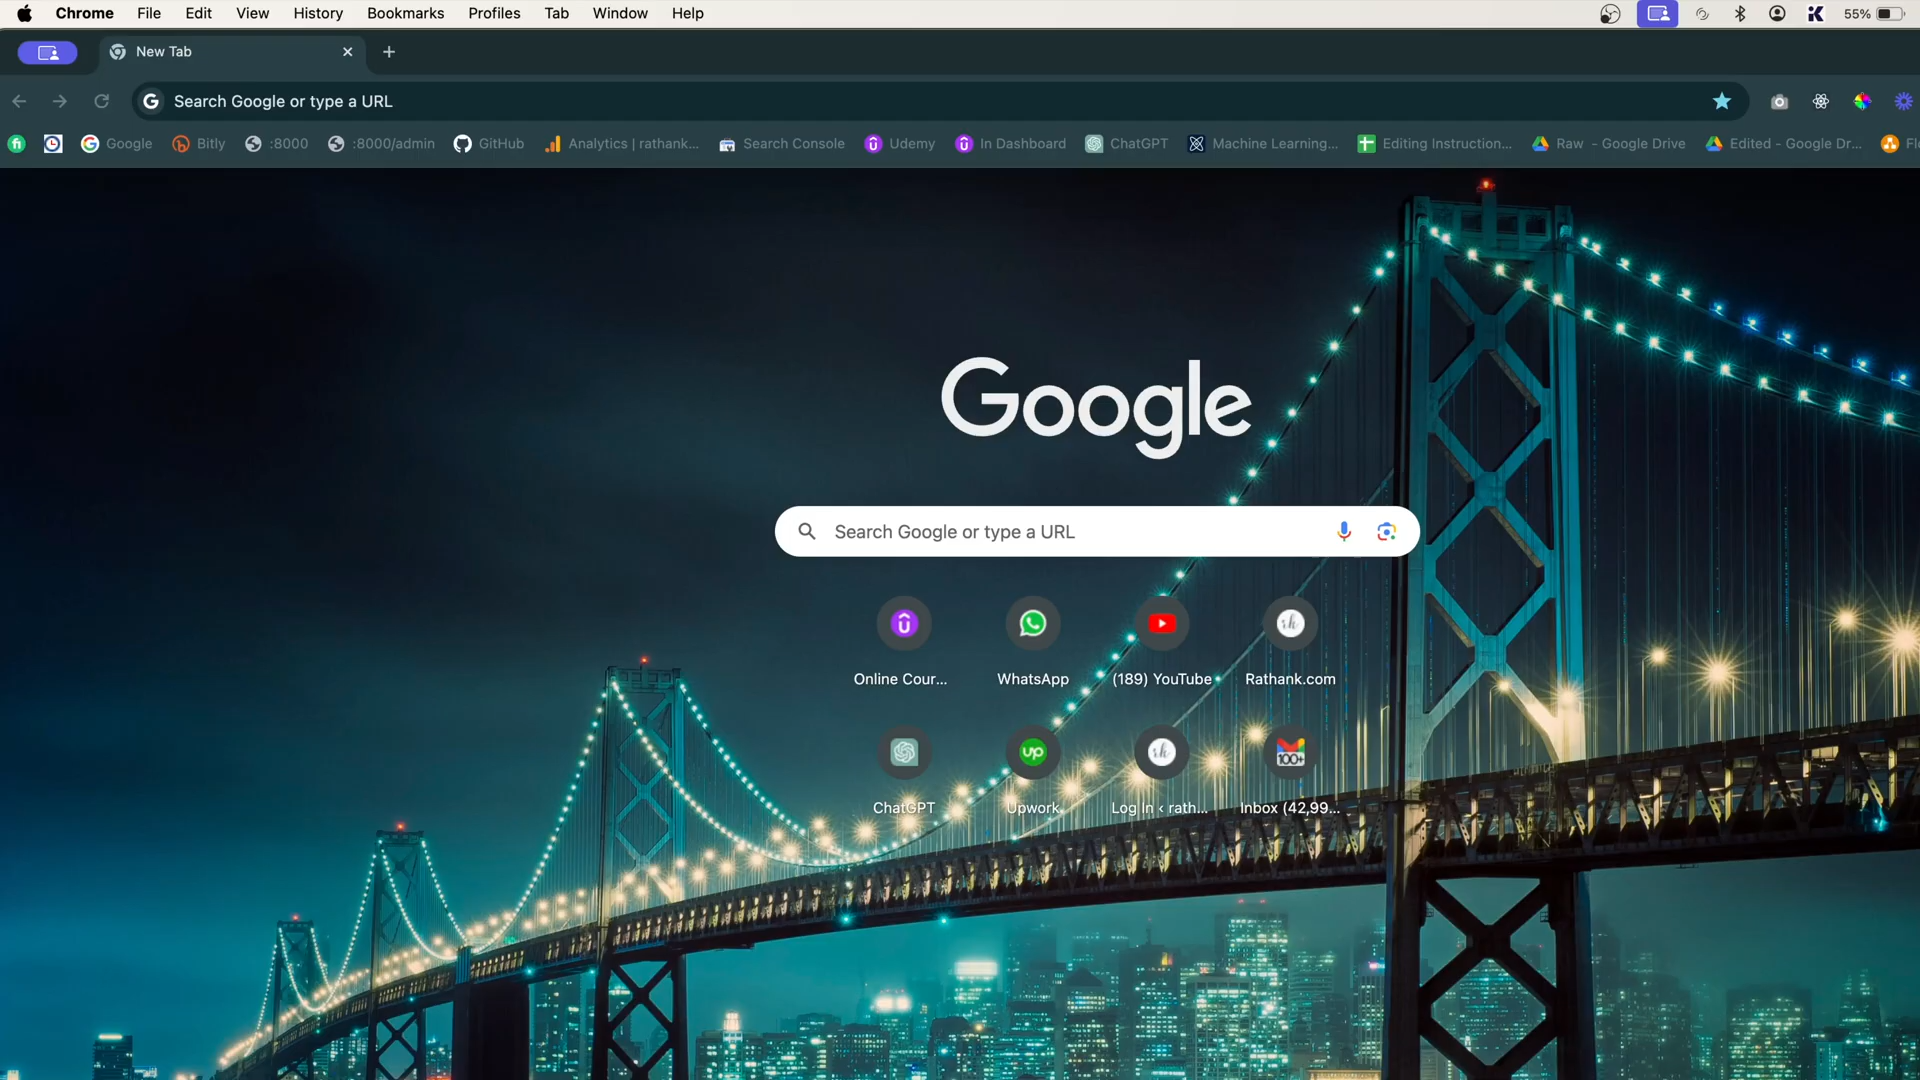 Chrome File Edit View History Bookmarks Profiles Tab Window Help 55%
New Tab
Search Google or type a URL
Google Bitly :8000 :8000/admin GitHub Analytics | rathank... Search Console Udemy In Dashboard ChatGPT Machine Learning... Editing Instruction... Raw - Google Drive Edited - Google Dr...
Google
Search Google or type a URL
Online Cour... WhatsApp (189) YouTube Rathank.com
up rh 100+
ChatGPT Upwork Log In ‹ rath... Inbox (42,99...